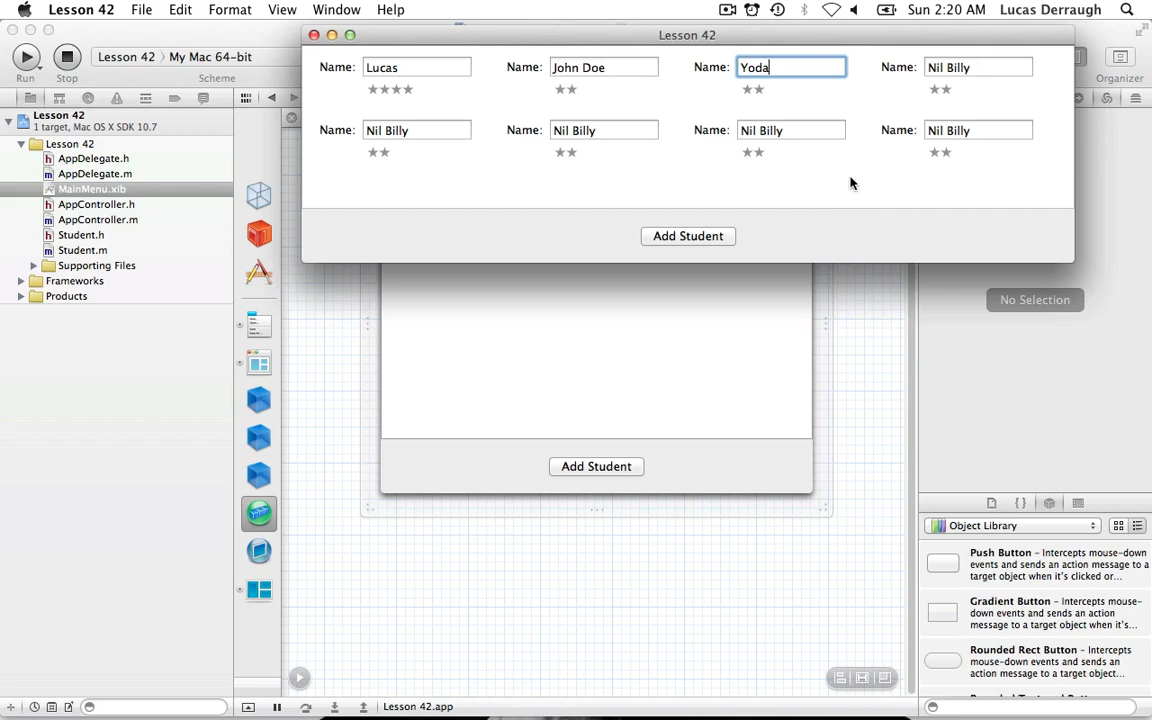 Lesson 42 File Edit Format View Window Help Sun 2:20 AM Lucas Derraugh
Lesson 42
Run Stop Lesson 42 My Mac 64-bit
Scheme
Organizer
Lesson 42
1 target, Mac OS X SDK 10.7
Lesson 42
AppDelegate.h
AppDelegate.m
MainMenu.xib
AppController.h
AppController.m
Student.h
Student.m
Supporting Files
Frameworks
Products
Name: Lucas Name: John Doe Name: Yoda Name: Nil Billy
Name: Nil Billy Name: Nil Billy Name: Nil Billy Name: Nil Billy
Add Student
Add Student
No Selection
Object Library
Push Button – Intercepts mouse-down
events and sends an action message to a
target object when it's clicked or...
Gradient Button – Intercepts mouse-
down events and sends an action
message to a target object when it's...
Rounded Rect Button – Intercepts
mouse-down events and sends an
action message to a target object...
Lesson 42.app